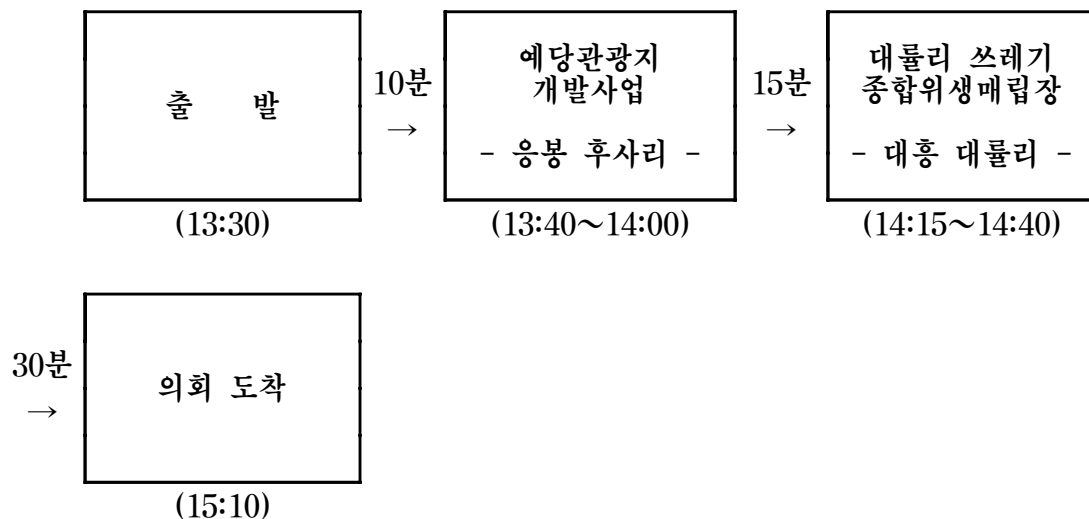 출 발
(13:30)
10분
→
예당관광지
개발사업
- 응봉 후사리 -
(13:40～14:00)
15분
→
대률리 쓰레기
종합위생매립장
- 대흥 대률리 -
(14:15～14:40)
30분
→
의회 도착
(15:10)